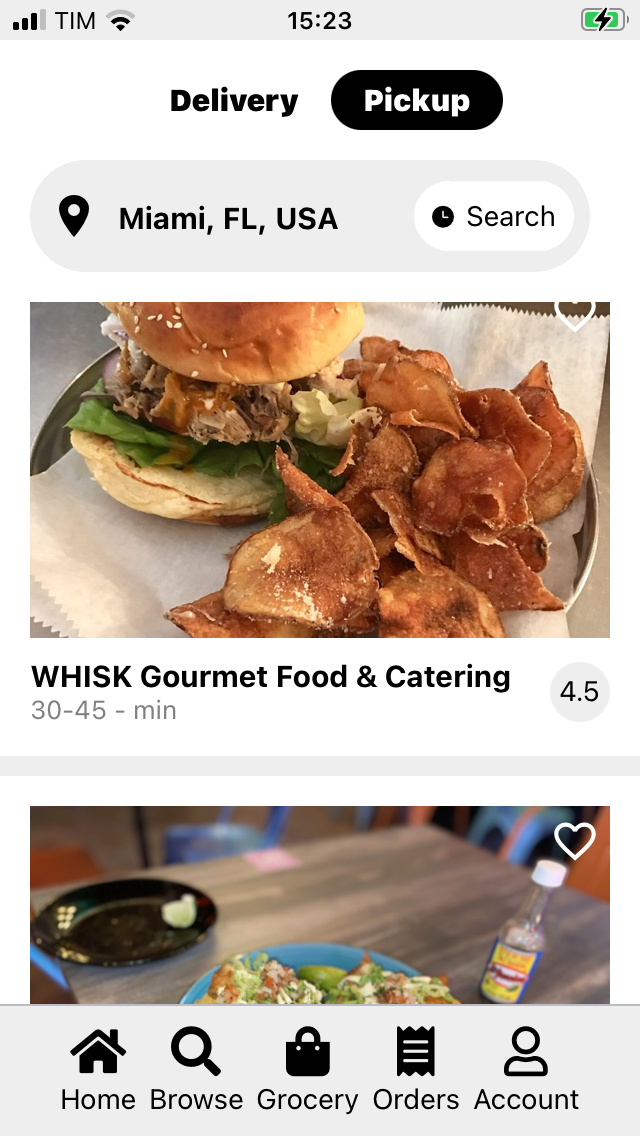 TIM
15:23
Delivery
Pickup
Miami, FL, USA
Search
WHISK Gourmet Food & Catering
30-45 - min
4.5
Home
Browse
Grocery
Orders
Account